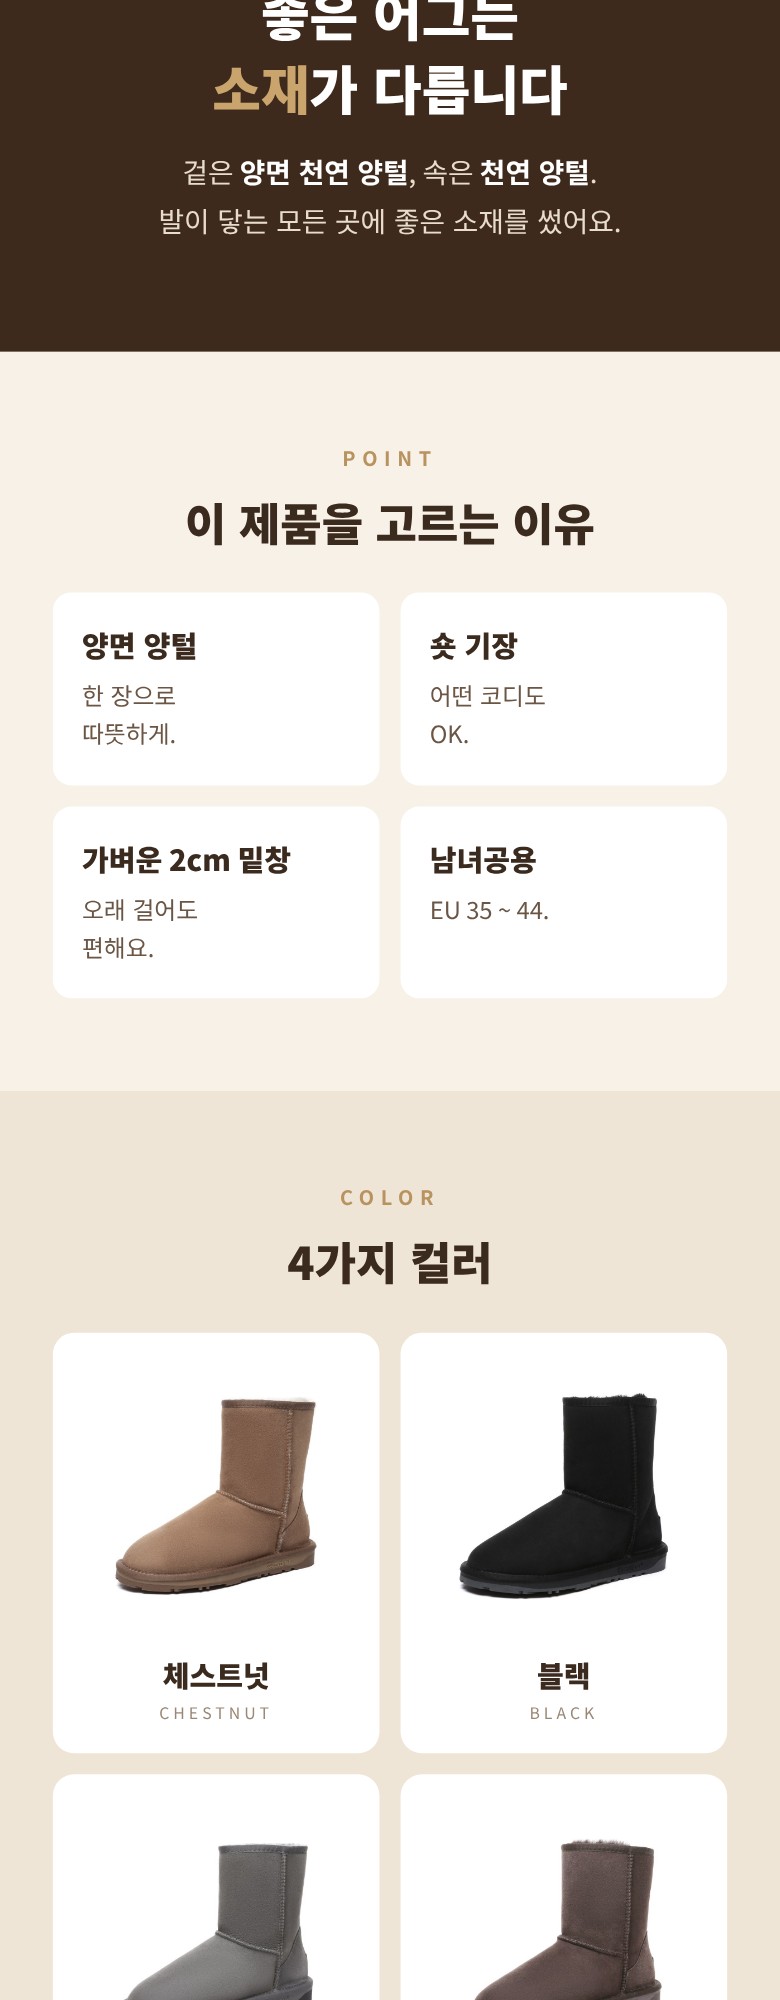 좋은 어그는
소재가 다릅니다
겉은 양면 천연 양털, 속은 천연 양털.
발이 닿는 모든 곳에 좋은 소재를 썼어요.
POINT
이 제품을 고르는 이유
양면 양털
한 장으로
따뜻하게.
숏 기장
어떤 코디도
OK.
가벼운 2cm 밑창
오래 걸어도
편해요.
남녀공용
EU 35 ~ 44.
COLOR
4가지 컬러
체스트넛
CHESTNUT
블랙
BLACK